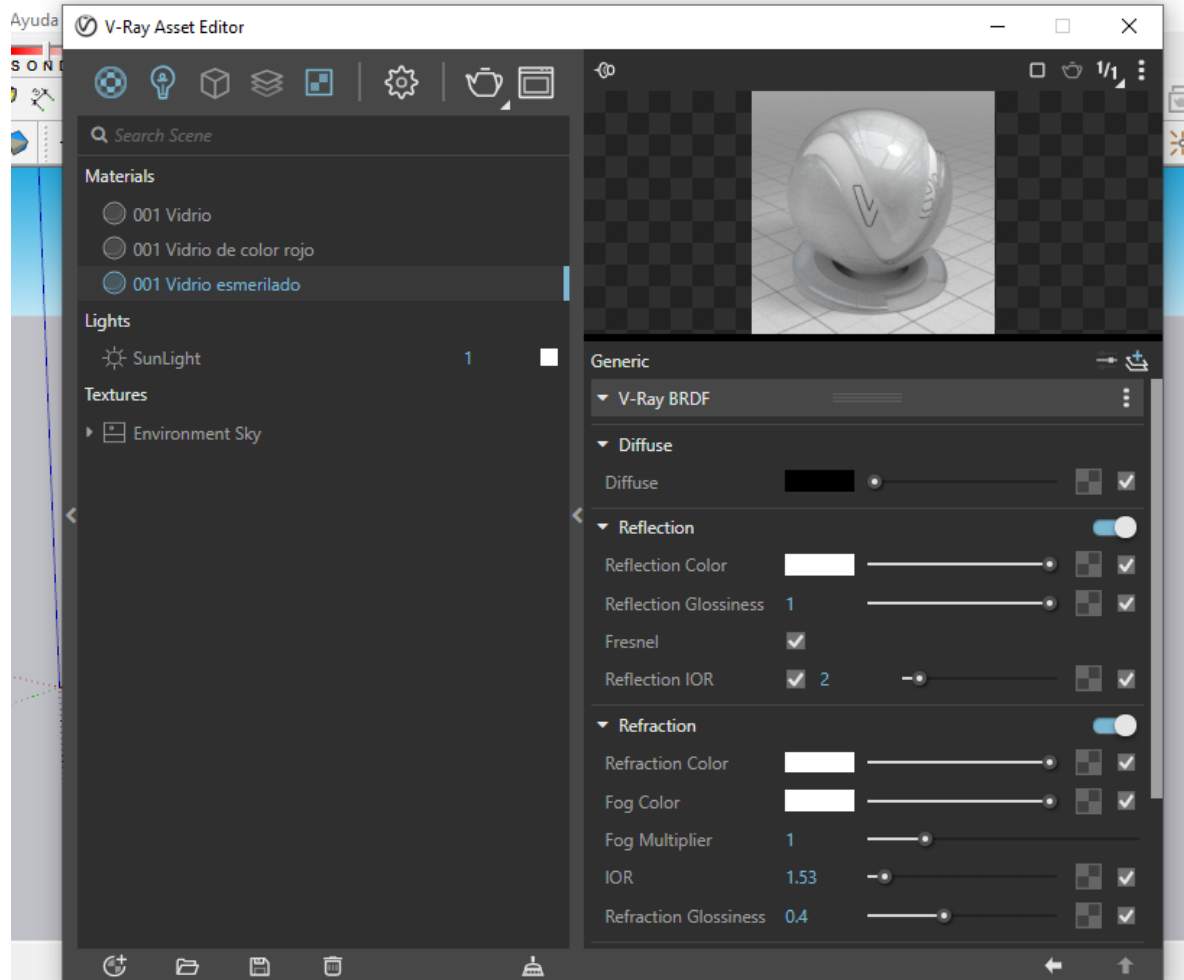 Ayuda
V-Ray Asset Editor
S O N D
1/1
Search Scene
Materials
001 Vidrio
001 Vidrio de color rojo
001 Vidrio esmerilado
Lights
SunLight 1
Textures
Environment Sky
Generic
V-Ray BRDF
Diffuse
Diffuse
Reflection
Reflection Color
Reflection Glossiness 1
Fresnel
Reflection IOR 2
Refraction
Refraction Color
Fog Color
Fog Multiplier 1
IOR 1.53
Refraction Glossiness 0.4